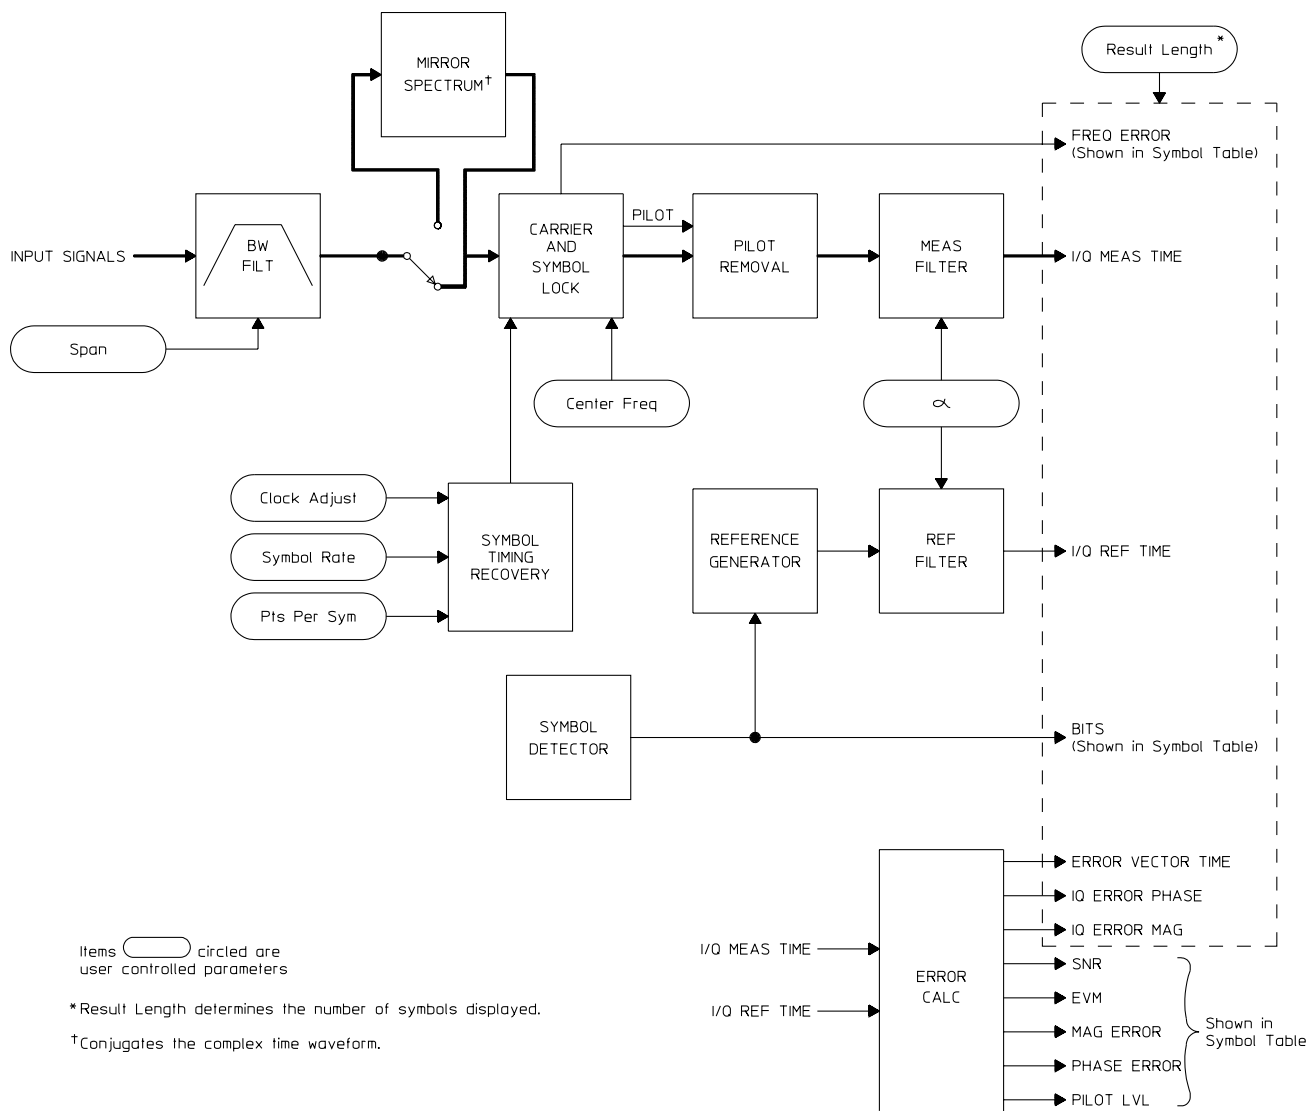 MIRROR
SPECTRUM†
Result Length*
FREQ ERROR
(Shown in Symbol Table)
INPUT SIGNALS
BW
FILT
CARRIER
AND
SYMBOL
LOCK
PILOT
PILOT
REMOVAL
MEAS
FILTER
I/Q MEAS TIME
Span
Center Freq
α
Clock Adjust
Symbol Rate
Pts Per Sym
SYMBOL
TIMING
RECOVERY
REFERENCE
GENERATOR
REF
FILTER
I/Q REF TIME
SYMBOL
DETECTOR
BITS
(Shown in Symbol Table)
ERROR VECTOR TIME
IQ ERROR PHASE
IQ ERROR MAG
I/Q MEAS TIME
I/Q REF TIME
ERROR
CALC
SNR
EVM
MAG ERROR
PHASE ERROR
PILOT LVL
Shown in
Symbol Table
Items circled are
user controlled parameters
*Result Length determines the number of symbols displayed.
†Conjugates the complex time waveform.